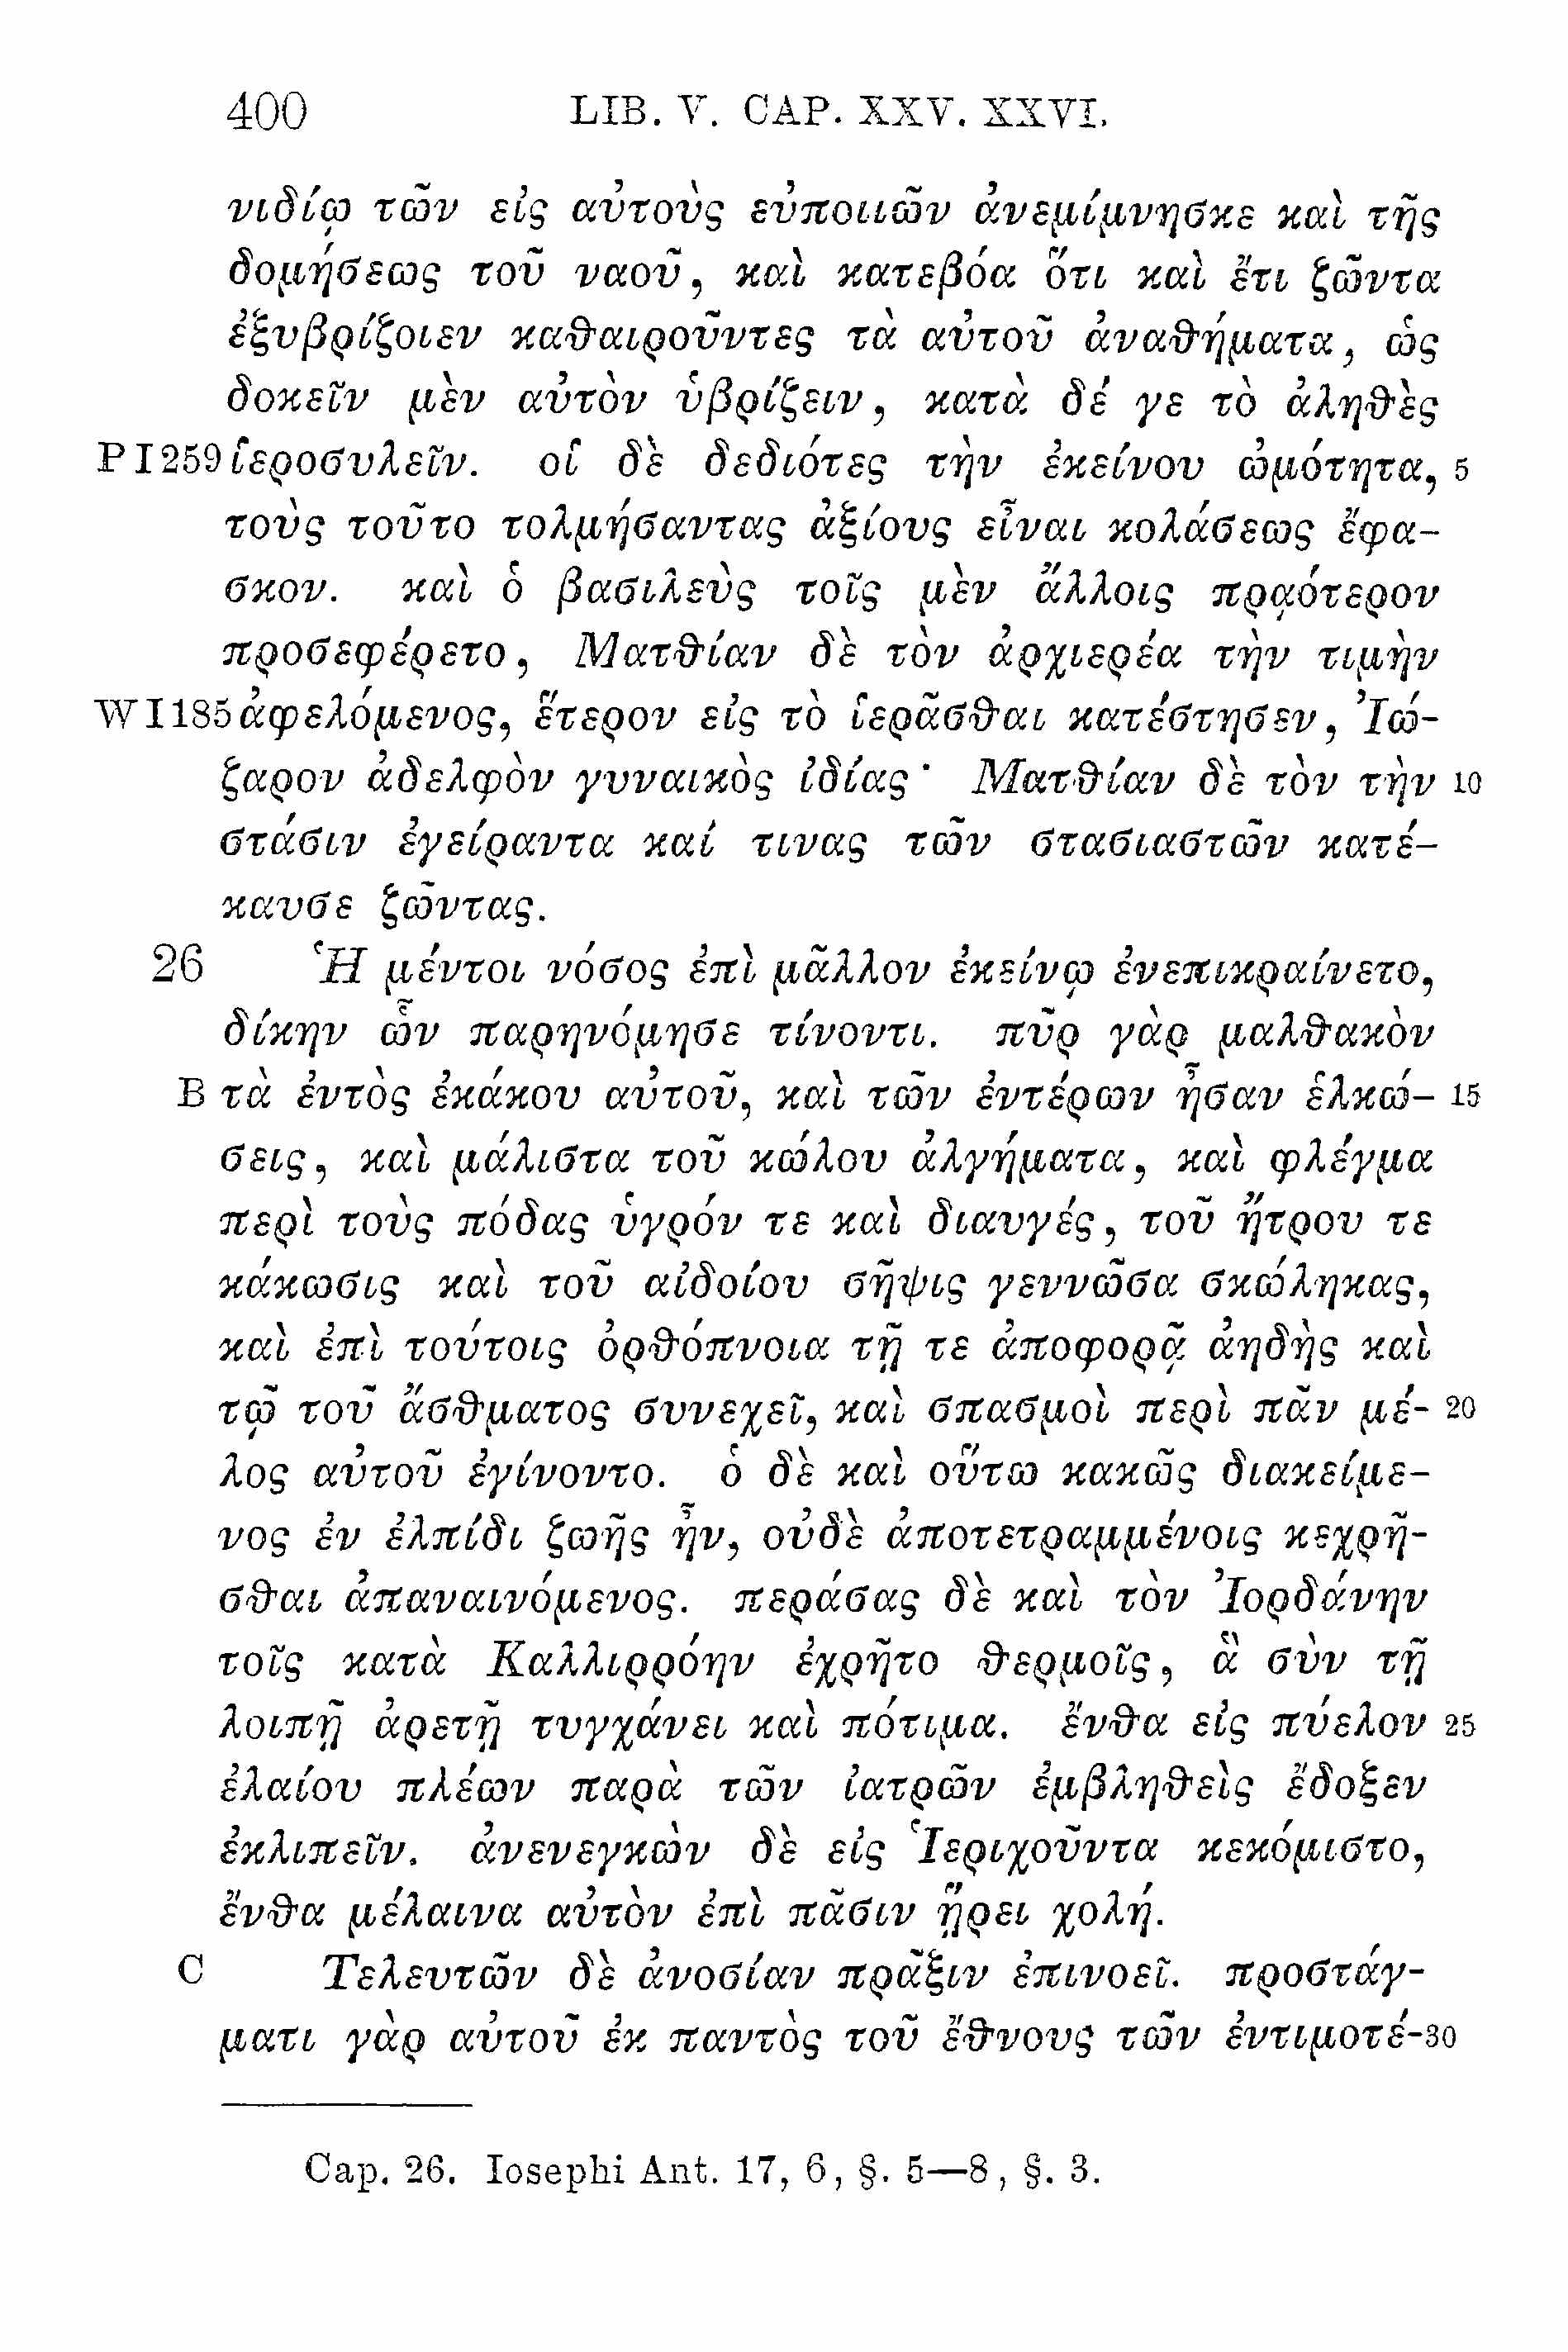 400 LIB. V. CAP. XXV. XXVI.
νιδίῳ τῶν εἰς αὐτοὺς εὐποιιῶν ἀνεμίμνησκε καὶ τῆς
δομήσεως τοῦ ναοῦ, καὶ κατεβόα ὅτι καὶ ἔτι ζῶντα
ἐξυβρίζοιεν καθαιροῦντες τὰ αὐτοῦ ἀναθήματα, ὡς
δοκεῖν μὲν αὐτὸν ὑβρίζειν, κατὰ δέ γε τὸ ἀληθὲς
P I 259 ἱεροσυλεῖν. οἱ δὲ δεδιότες τὴν ἐκείνου ὠμότητα, 5
τοὺς τοῦτο τολμήσαντας ἀξίους εἶναι κολάσεως ἔφα-
σκον. καὶ ὁ βασιλεὺς τοῖς μὲν ἄλλοις πρᾳότερον
προσεφέρετο, Ματθίαν δὲ τὸν ἀρχιερέα τὴν τιμὴν
W I 185 ἀφελόμενος, ἕτερον εἰς τὸ ἱερᾶσθαι κατέστησεν, Ἰώ-
ζαρον ἀδελφὸν γυναικὸς ἰδίας· Ματθίαν δὲ τὸν τὴν 10
στάσιν ἐγείραντα καί τινας τῶν στασιαστῶν κατέ-
καυσε ζῶντας.
26 Ἡ μέντοι νόσος ἐπὶ μᾶλλον ἐκείνῳ ἐνεπικραίνετο,
δίκην ὧν παρηνόμησε τίνοντι. πῦρ γὰρ μαλθακὸν
B τὰ ἐντὸς ἐκάκου αὐτοῦ, καὶ τῶν ἐντέρων ἦσαν ἑλκώ- 15
σεις, καὶ μάλιστα τοῦ κώλου ἀλγήματα, καὶ φλέγμα
περὶ τοὺς πόδας ὑγρόν τε καὶ διαυγές, τοῦ ἤτρου τε
κάκωσις καὶ τοῦ αἰδοίου σῆψις γεννῶσα σκώληκας,
καὶ ἐπὶ τούτοις ὀρθόπνοια τῇ τε ἀποφορᾷ ἀηδὴς καὶ
τῷ τοῦ ἄσθματος συνεχεῖ, καὶ σπασμοὶ περὶ πᾶν μέ- 20
λος αὐτοῦ ἐγίνοντο. ὁ δὲ καὶ οὕτω κακῶς διακείμε-
νος ἐν ἐλπίδι ζωῆς ἦν, οὐδὲ ἀποτετραμμένοις κεχρῆ-
σθαι ἀπαναινόμενος. περάσας δὲ καὶ τὸν Ἰορδάνην
τοῖς κατὰ Καλλιρρόην ἐχρῆτο θερμοῖς, ἃ σὺν τῇ
λοιπῇ ἀρετῇ τυγχάνει καὶ πότιμα. ἔνθα εἰς πύελον 25
ἐλαίου πλέων παρὰ τῶν ἰατρῶν ἐμβληθεὶς ἔδοξεν
ἐκλιπεῖν. ἀνενεγκὼν δὲ εἰς Ἱεριχοῦντα κεκόμιστο,
ἔνθα μέλαινα αὐτὸν ἐπὶ πᾶσιν ᾕρει χολή.
C Τελευτῶν δὲ ἀνοσίαν πρᾶξιν ἐπινοεῖ. προστάγ-
ματι γὰρ αὐτοῦ ἐκ παντὸς τοῦ ἔθνους τῶν ἐντιμοτέ- 30
Cap. 26. Iosephi Ant. 17, 6, §. 5—8, §. 3.